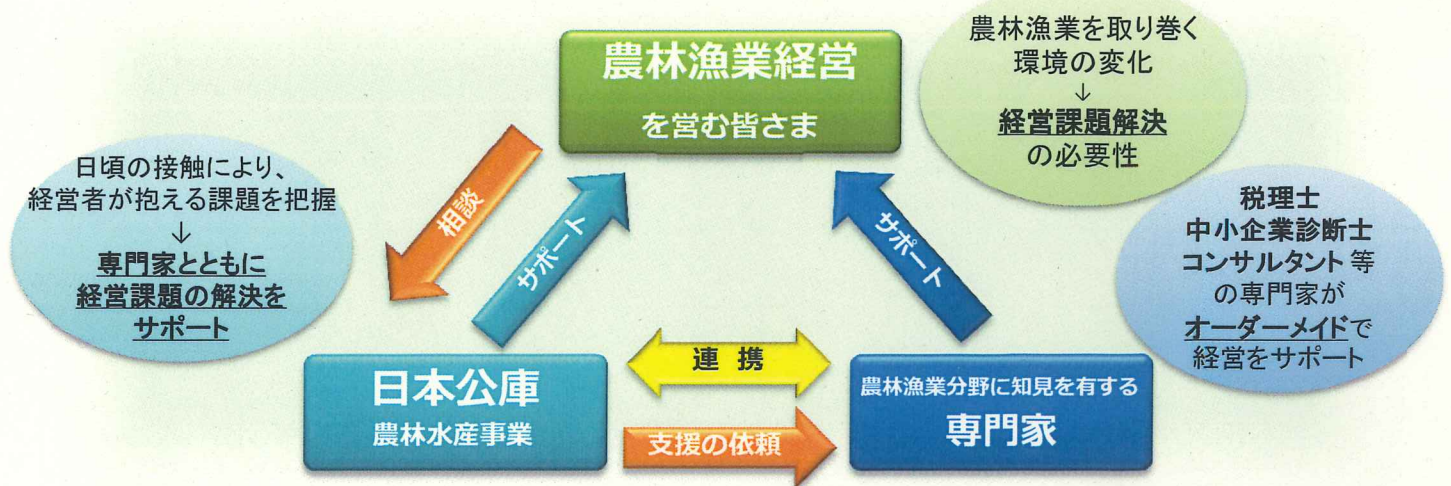 農林漁業経営
を営む皆さま
農林漁業を取り巻く
環境の変化
↓
経営課題解決
の必要性
日頃の接触により、
経営者が抱える課題を把握
↓
専門家とともに
経営課題の解決を
サポート
相談
サポート
サポート
税理士
中小企業診断士
コンサルタント等
の専門家が
オーダーメイドで
経営をサポート
連携
日本公庫
農林水産事業
支援の依頼
農林漁業分野に知見を有する
専門家